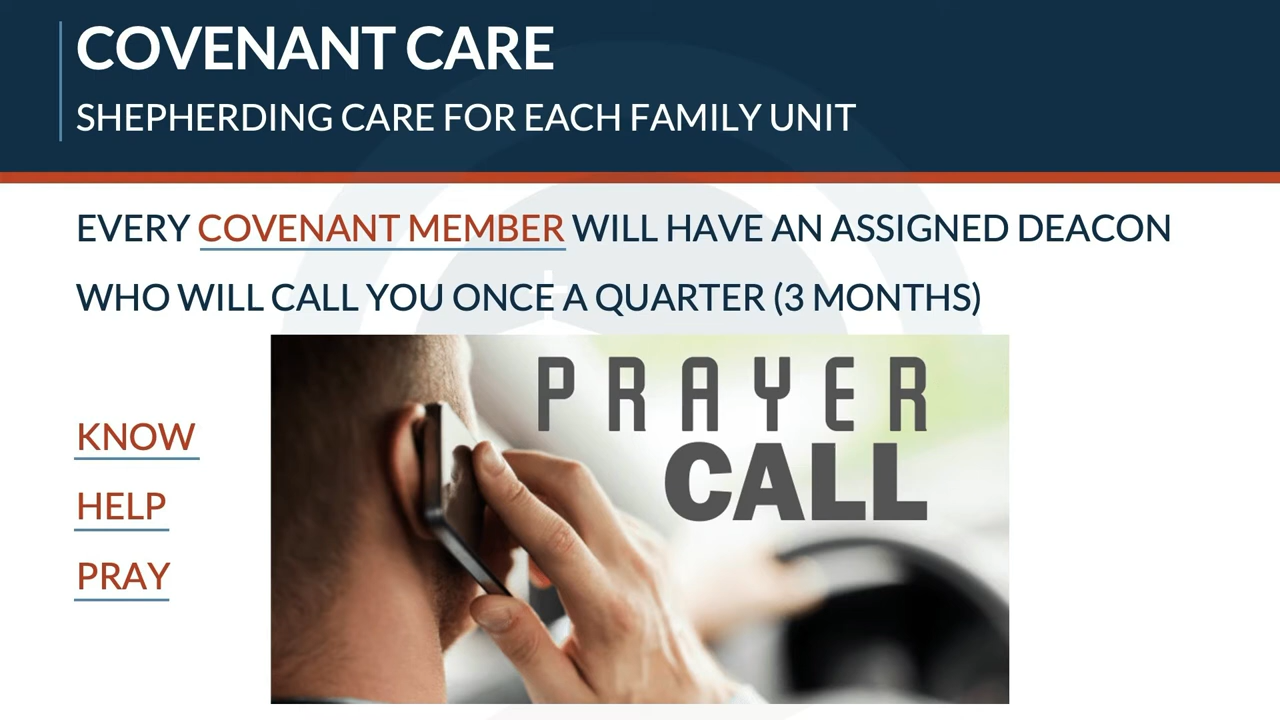 COVENANT CARE
SHEPHERDING CARE FOR EACH FAMILY UNIT
EVERY COVENANT MEMBER WILL HAVE AN ASSIGNED DEACON
WHO WILL CALL YOU ONCE A QUARTER (3 MONTHS)
PRAYER
CALL
KNOW
HELP
PRAY